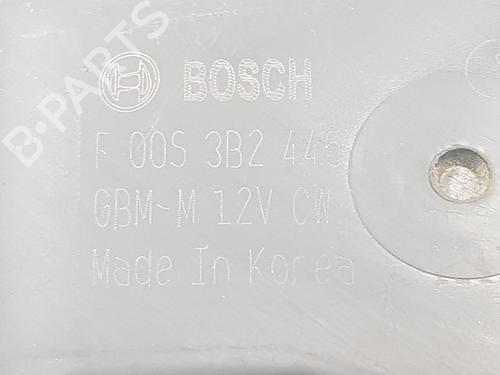 B-PARTS
BOSCH
F 00S 3B2 445
GBM-M 12V CW
Made In Korea